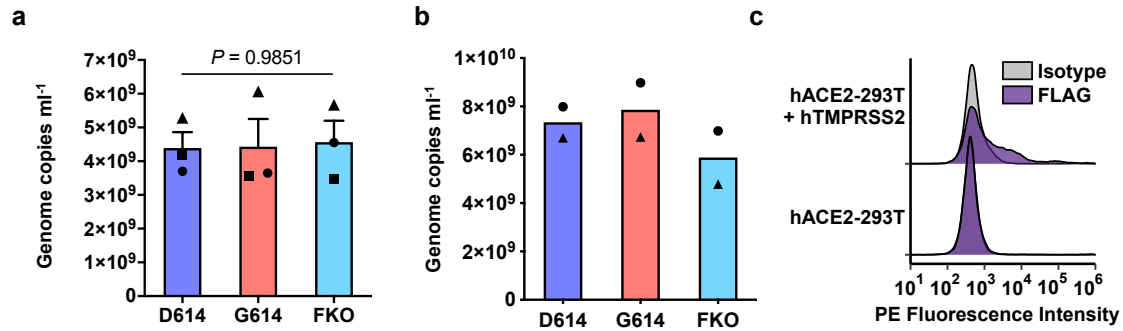 a
Genome copies ml⁻¹
7×10⁹
6×10⁹
5×10⁹
4×10⁹
3×10⁹
2×10⁹
1×10⁹
0
P = 0.9851
D614 G614 FKO
b
Genome copies ml⁻¹
1×10¹⁰
8×10⁹
6×10⁹
4×10⁹
2×10⁹
0
D614 G614 FKO
c
Isotype
FLAG
hACE2-293T
+ hTMPRSS2
hACE2-293T
10¹ 10² 10³ 10⁴ 10⁵ 10⁶
PE Fluorescence Intensity